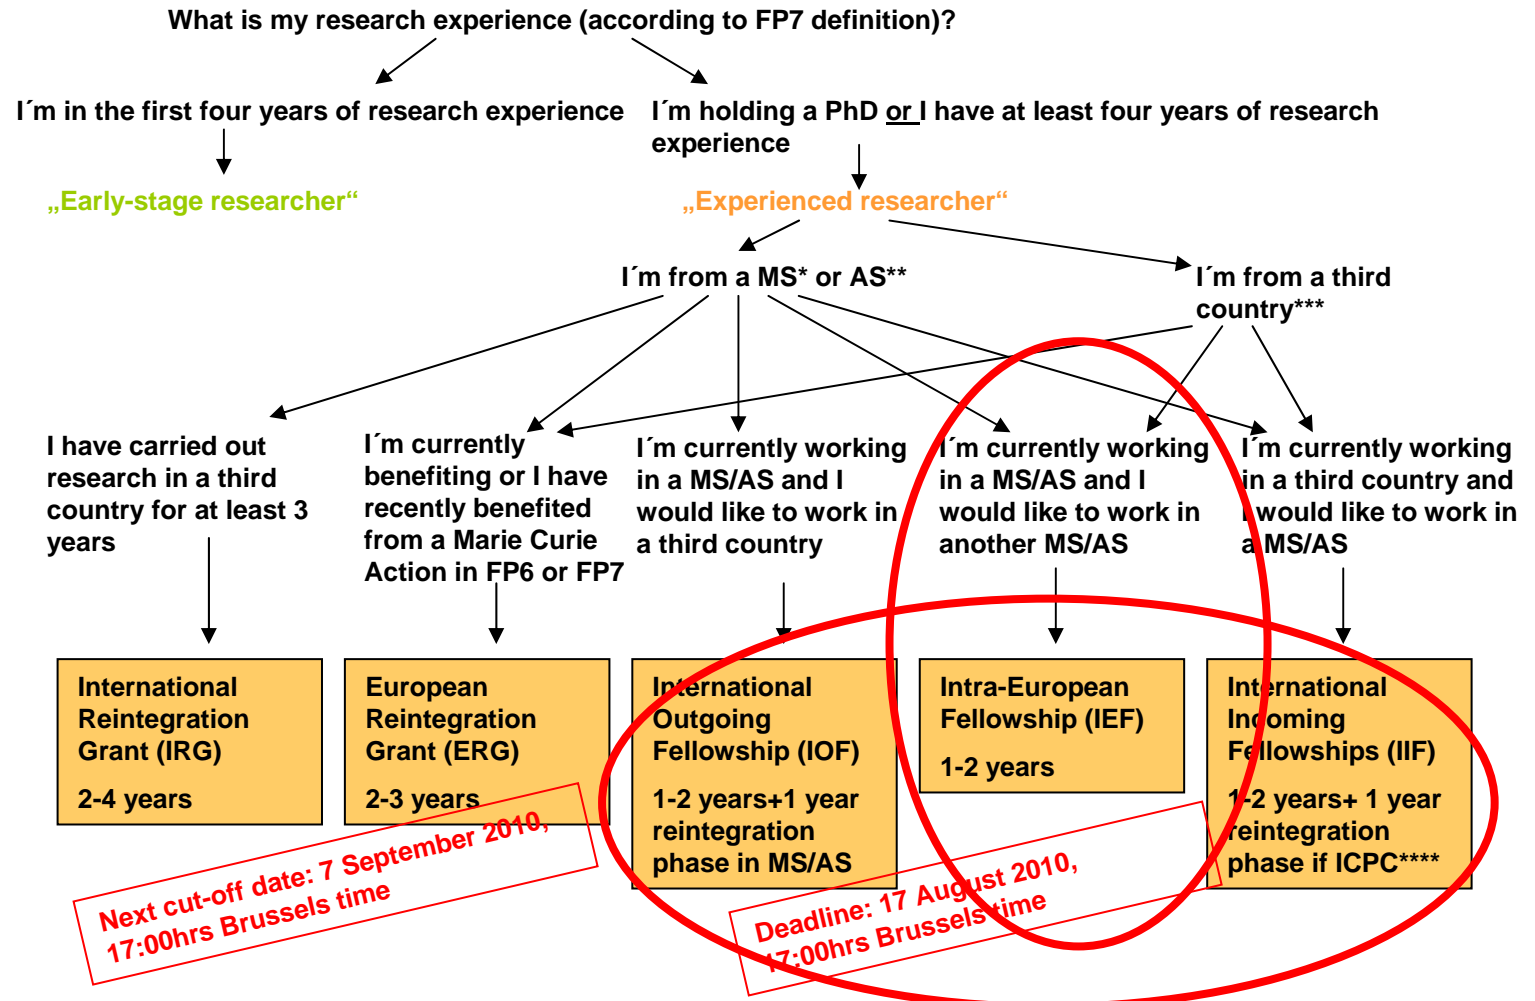 What is my research experience (according to FP7 definition)?
I´m in the first four years of research experience
I´m holding a PhD or I have at least four years of research
experience
„Early-stage researcher“
„Experienced researcher“
I´m from a MS* or AS**
I´m from a third
country***
I have carried out
research in a third
country for at least 3
years
I´m currently
benefiting or I have
recently benefited
from a Marie Curie
Action in FP6 or FP7
I´m currently working
in a MS/AS and I
would like to work in
a third country
I´m currently working
in a MS/AS and I
would like to work in
another MS/AS
I´m currently working
in a third country and
I would like to work in
a MS/AS
International
Reintegration
Grant (IRG)
2-4 years
European
Reintegration
Grant (ERG)
2-3 years
International
Outgoing
Fellowship (IOF)
1-2 years+1 year
reintegration
phase in MS/AS
Intra-European
Fellowship (IEF)
1-2 years
International
Incoming
Fellowships (IIF)
1-2 years+ 1 year
reintegration
phase if ICPC****
Next cut-off date: 7 September 2010,
17:00hrs Brussels time
Deadline: 17 August 2010,
17:00hrs Brussels time